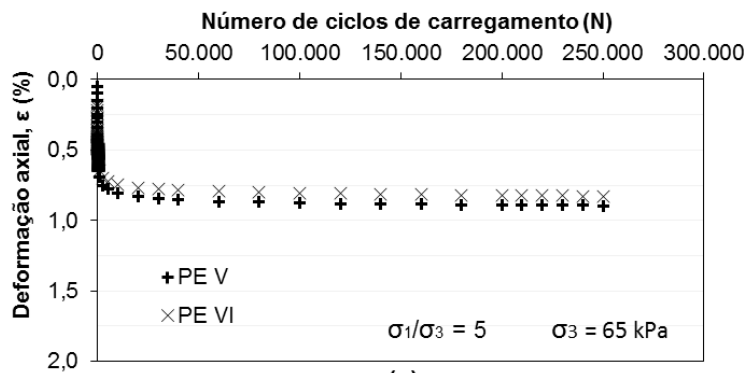 Número de ciclos de carregamento (N)
0 50.000 100.000 150.000 200.000 250.000 300.000
Deformação axial, ε (%)
0,0
0,5
1,0
1,5
2,0
PE V
PE VI
σ1/σ3 = 5 σ3 = 65 kPa